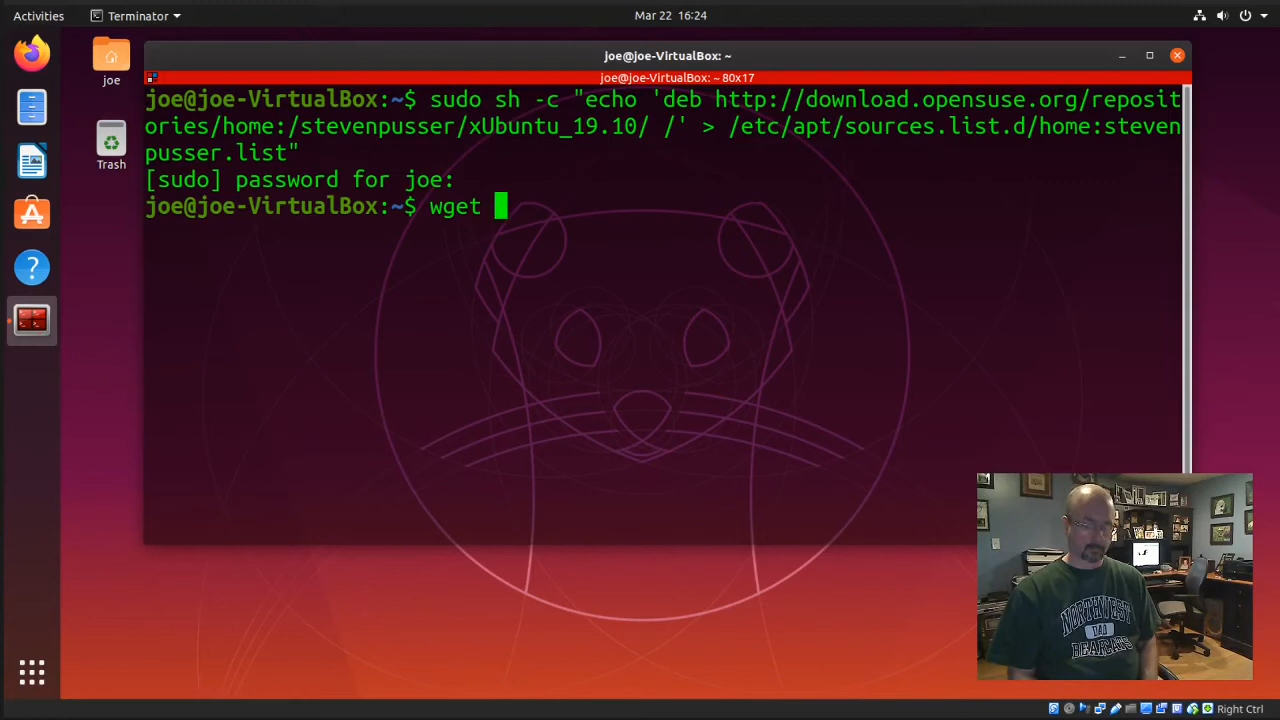 Activities
Terminator
Mar 22 16:24
joe@joe-VirtualBox: ~
joe@joe-VirtualBox: ~ 80x17
joe
Trash
joe@joe-VirtualBox:~$ sudo sh -c "echo 'deb http://download.opensuse.org/reposit
ories/home:/stevenpusser/xUbuntu_19.10/ /' > /etc/apt/sources.list.d/home:steven
pusser.list"
[sudo] password for joe:
joe@joe-VirtualBox:~$ wget
NORTHWEST
BEARCATS
Right Ctrl